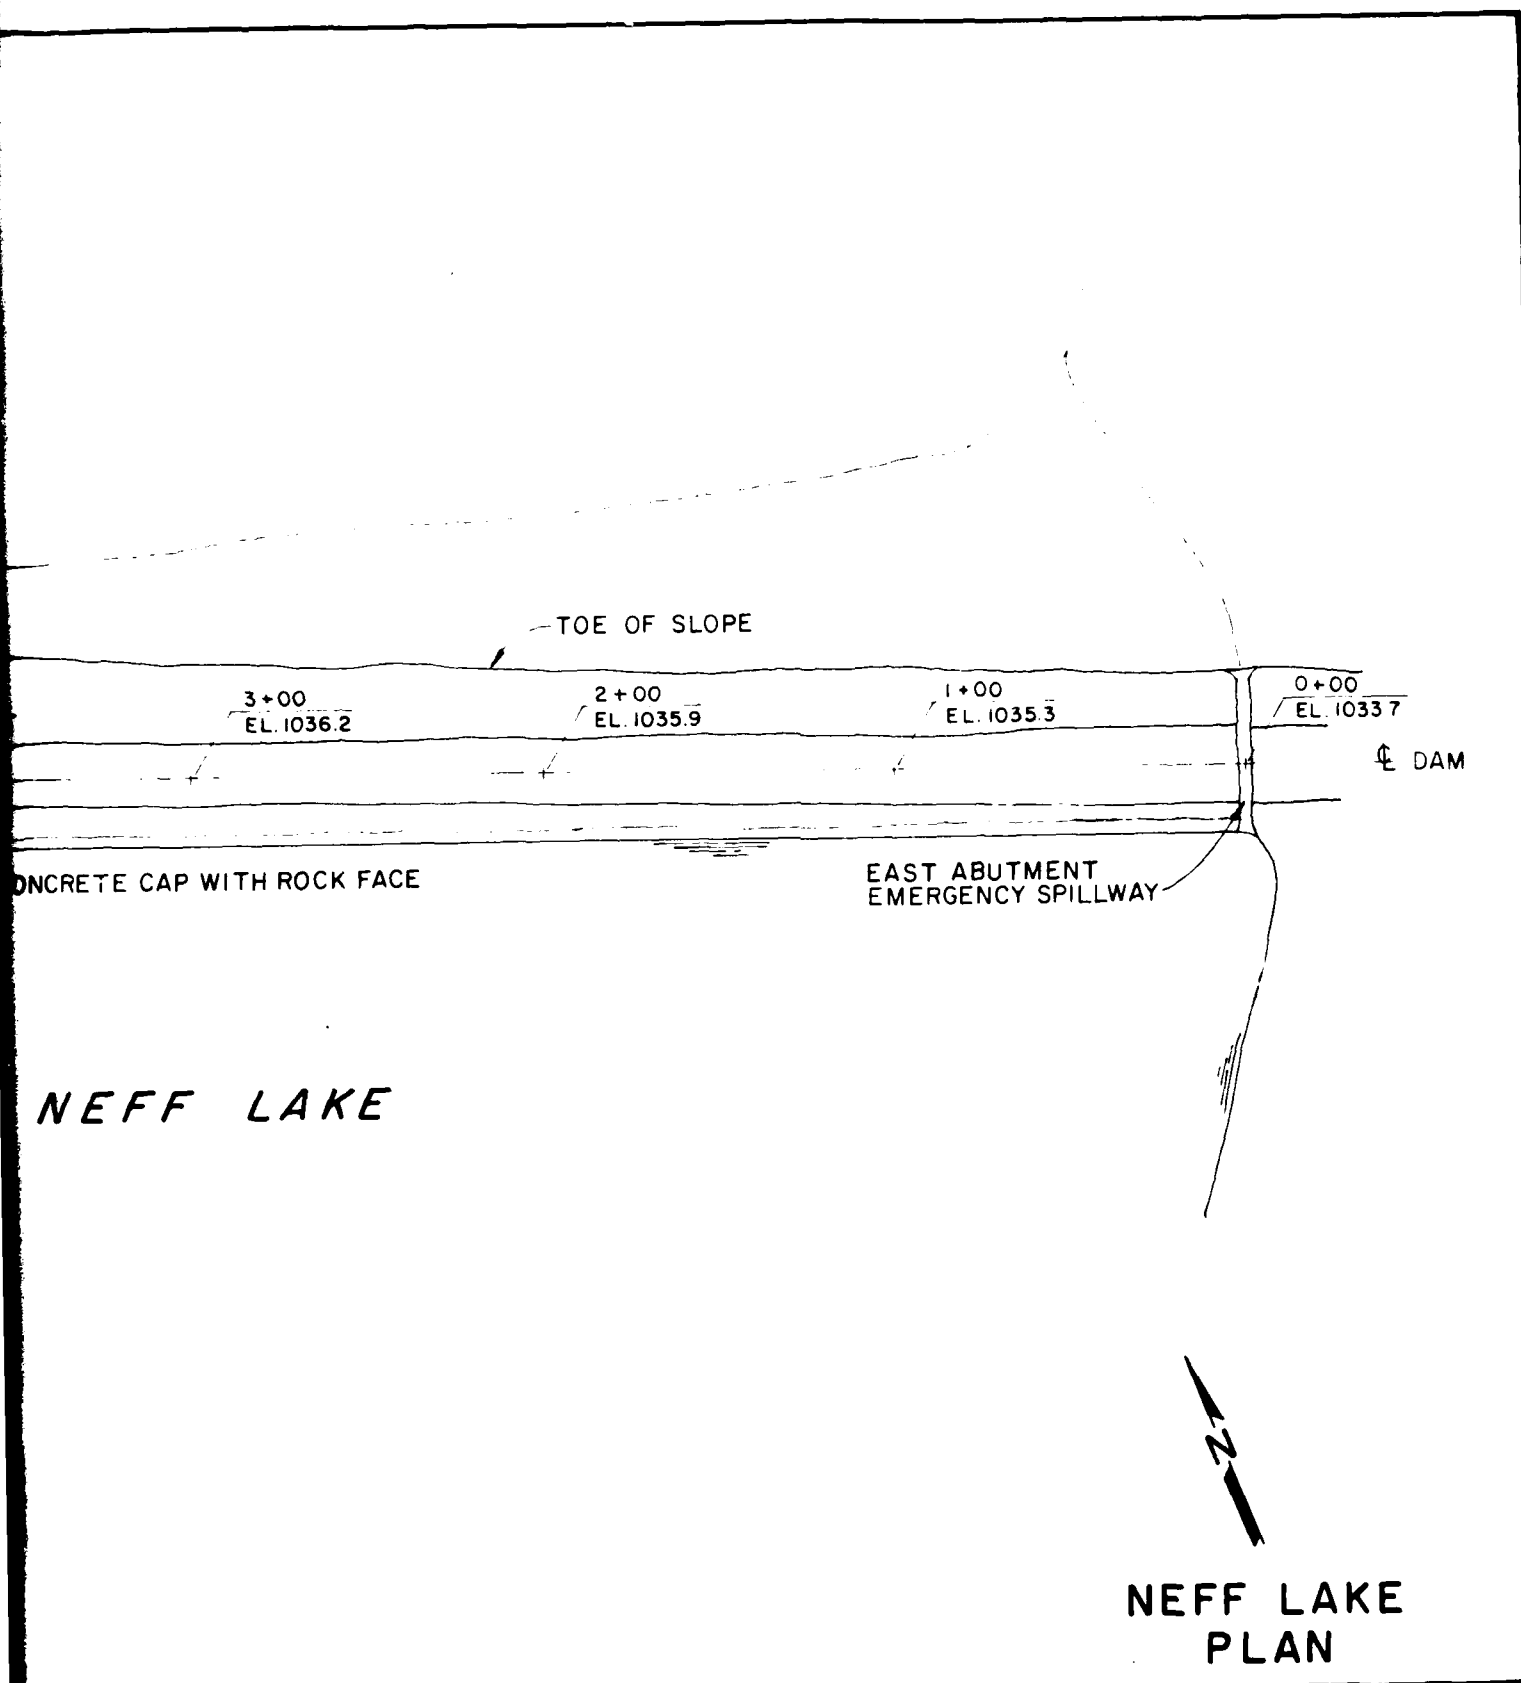 TOE OF SLOPE
3+00
EL. 1036.2
2+00
EL. 1035.9
1+00
EL. 1035.3
0+00
EL. 1033.7
℄ DAM
ONCRETE CAP WITH ROCK FACE
EAST ABUTMENT
EMERGENCY SPILLWAY
NEFF LAKE
N
NEFF LAKE
PLAN